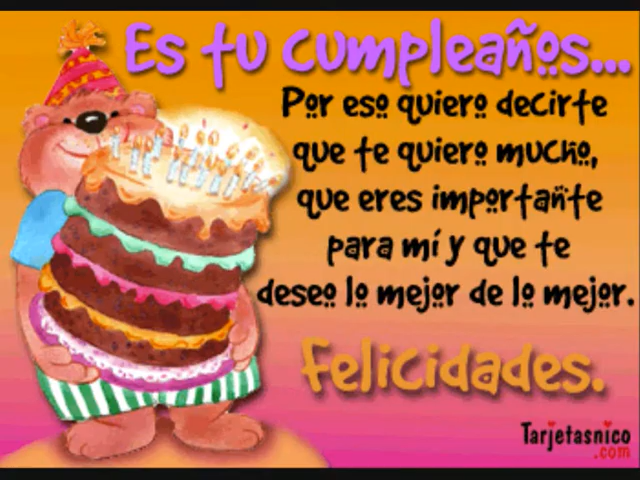 Es tu cumpleaños...
Por eso quiero decirte
que te quiero mucho,
que eres importante
para mí y que te
deseo lo mejor de lo mejor.
Felicidades.
Tarjetasnico
.com